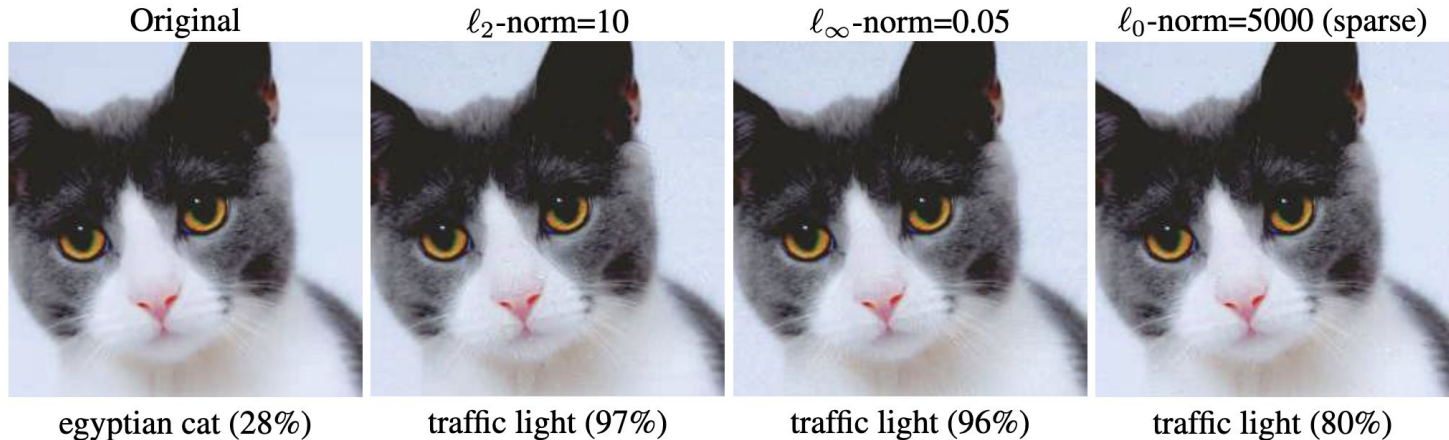 Original
ℓ₂-norm=10
ℓ∞-norm=0.05
ℓ₀-norm=5000 (sparse)
egyptian cat (28%)
traffic light (97%)
traffic light (96%)
traffic light (80%)